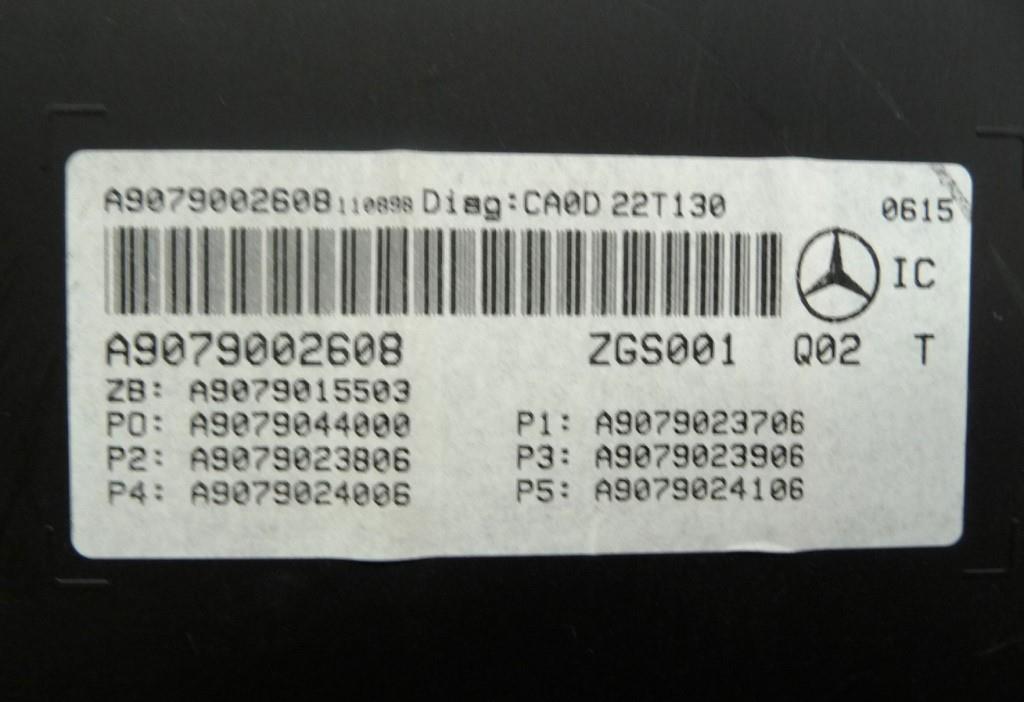 A9079002608 110898 Diag:CA0D 22T130 0615
IC
A9079002608 ZGS001 Q02 T
ZB: A9079015503
P0: A9079044000 P1: A9079023706
P2: A9079023806 P3: A9079023906
P4: A9079024006 P5: A9079024106